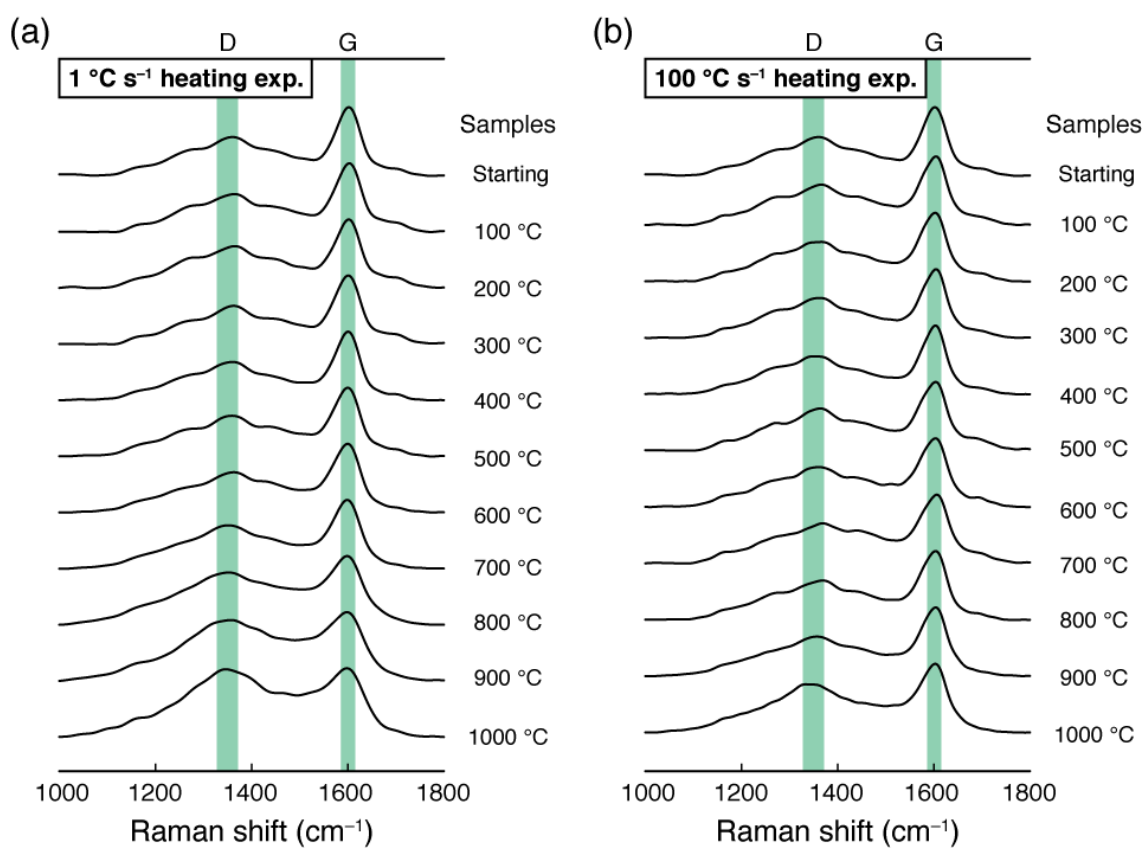 (a)
D G
1 °C s⁻¹ heating exp.
Samples
Starting
100 °C
200 °C
300 °C
400 °C
500 °C
600 °C
700 °C
800 °C
900 °C
1000 °C
1000 1200 1400 1600 1800
Raman shift (cm⁻¹)
(b)
D G
100 °C s⁻¹ heating exp.
Samples
Starting
100 °C
200 °C
300 °C
400 °C
500 °C
600 °C
700 °C
800 °C
900 °C
1000 °C
1000 1200 1400 1600 1800
Raman shift (cm⁻¹)